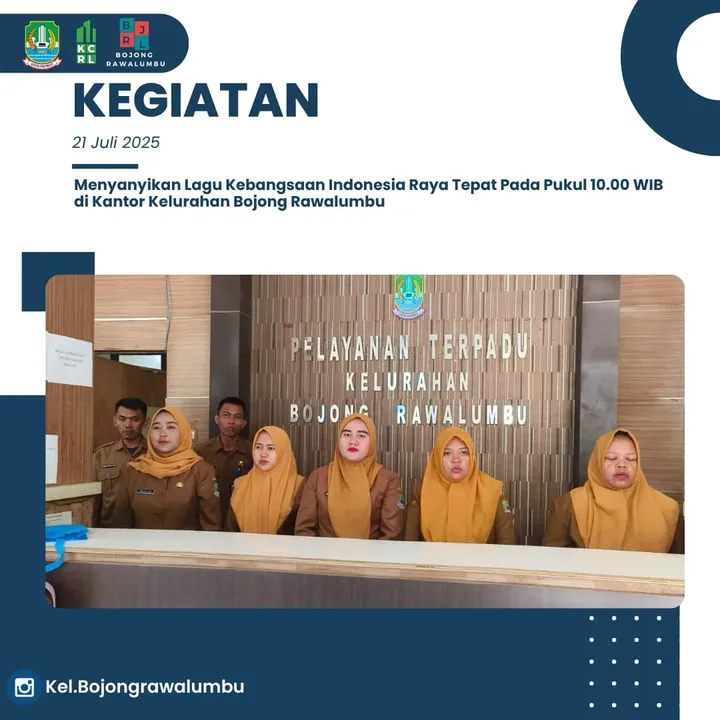 KCRL
BRJL
BOJONG
RAWALUMBU
KEGIATAN
21 Juli 2025
Menyanyikan Lagu Kebangsaan Indonesia Raya Tepat Pada Pukul 10.00 WIB
di Kantor Kelurahan Bojong Rawalumbu
PELAYANAN TERPADU
KELURAHAN
BOJONG RAWALUMBU
Kel.Bojongrawalumbu